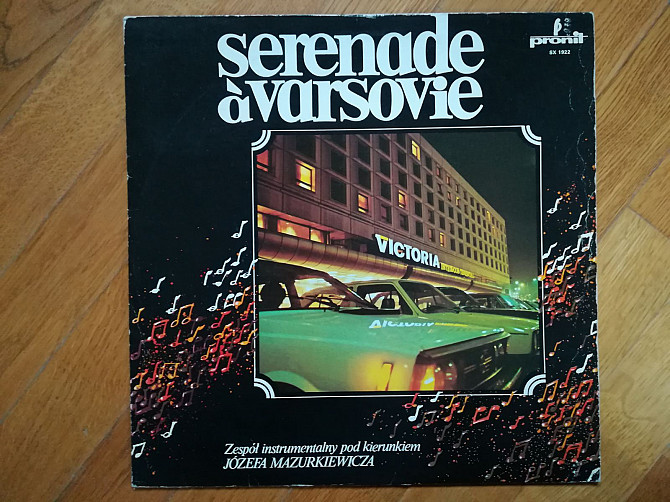 serenade
à varsovie
pronit
SX 1922
VICTORIA
Zespół instrumentalny pod kierunkiem
JÓZEFA MAZURKIEWICZA